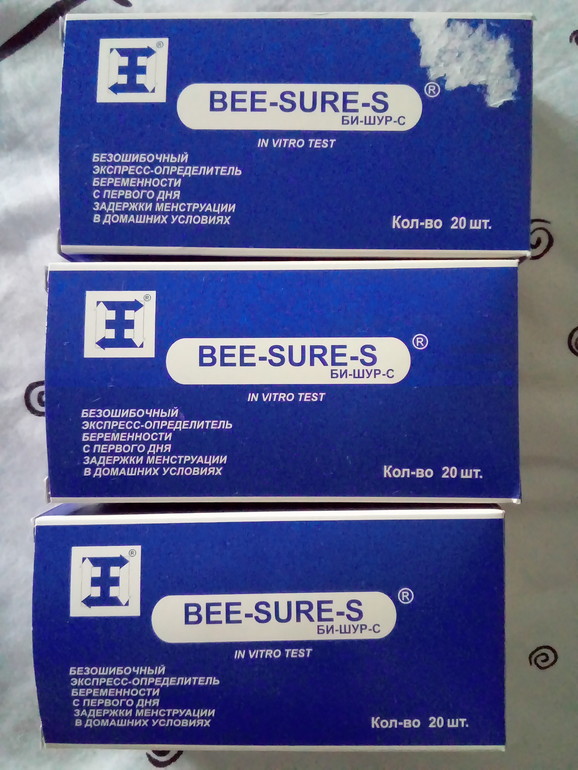 BEE-SURE-S ®
БИ-ШУР-С
IN VITRO TEST
БЕЗОШИБОЧНЫЙ
ЭКСПРЕСС-ОПРЕДЕЛИТЕЛЬ
БЕРЕМЕННОСТИ
С ПЕРВОГО ДНЯ
ЗАДЕРЖКИ МЕНСТРУАЦИИ
В ДОМАШНИХ УСЛОВИЯХ
Кол-во 20 шт.
®
BEE-SURE-S ®
БИ-ШУР-С
IN VITRO TEST
БЕЗОШИБОЧНЫЙ
ЭКСПРЕСС-ОПРЕДЕЛИТЕЛЬ
БЕРЕМЕННОСТИ
С ПЕРВОГО ДНЯ
ЗАДЕРЖКИ МЕНСТРУАЦИИ
В ДОМАШНИХ УСЛОВИЯХ
Кол-во 20 шт.
®
BEE-SURE-S ®
БИ-ШУР-С
IN VITRO TEST
БЕЗОШИБОЧНЫЙ
ЭКСПРЕСС-ОПРЕДЕЛИТЕЛЬ
БЕРЕМЕННОСТИ
С ПЕРВОГО ДНЯ
ЗАДЕРЖКИ МЕНСТРУАЦИИ
В ДОМАШНИХ УСЛОВИЯХ
Кол-во 20 шт.